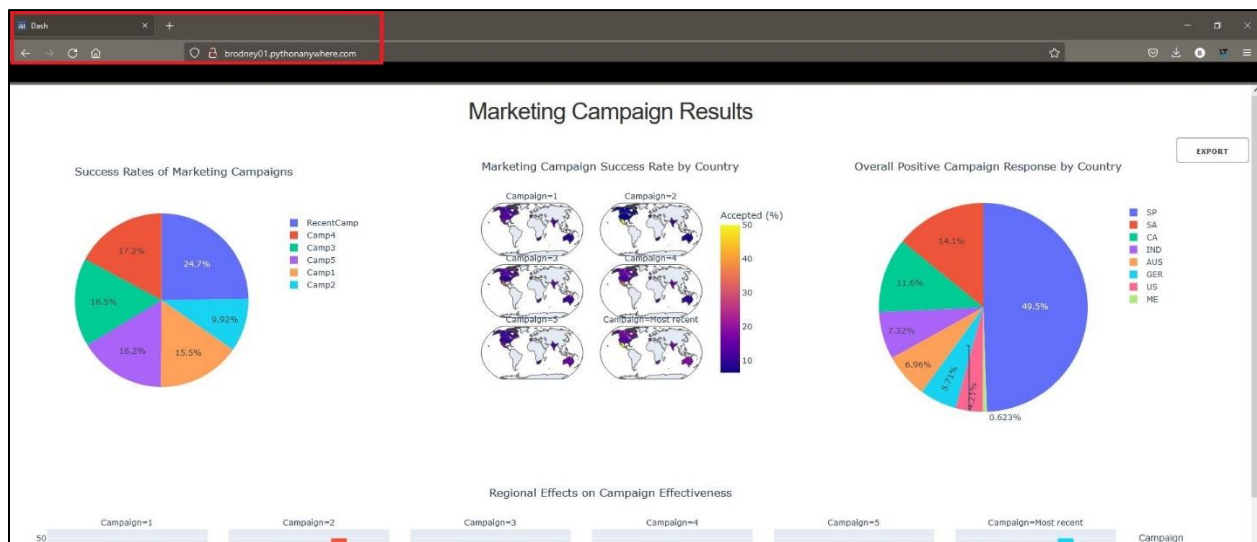 Dash
brodney01.pythonanywhere.com
Marketing Campaign Results
EXPORT
Success Rates of Marketing Campaigns
17.2%
24.7%
16.5%
9.92%
16.2%
15.5%
RecentCamp
Camp4
Camp3
Camp5
Camp1
Camp2
Marketing Campaign Success Rate by Country
Campaign=1
Campaign=2
Campaign=3
Campaign=4
Campaign=5
Campaign=Most recent
Accepted (%)
50
40
30
20
10
Overall Positive Campaign Response by Country
14.1%
11.6%
49.5%
7.32%
6.96%
5.71%
4.21%
0.623%
SP
SA
CA
IND
AUS
GER
US
ME
Regional Effects on Campaign Effectiveness
Campaign=1
Campaign=2
Campaign=3
Campaign=4
Campaign=5
Campaign=Most recent
50
Campaign